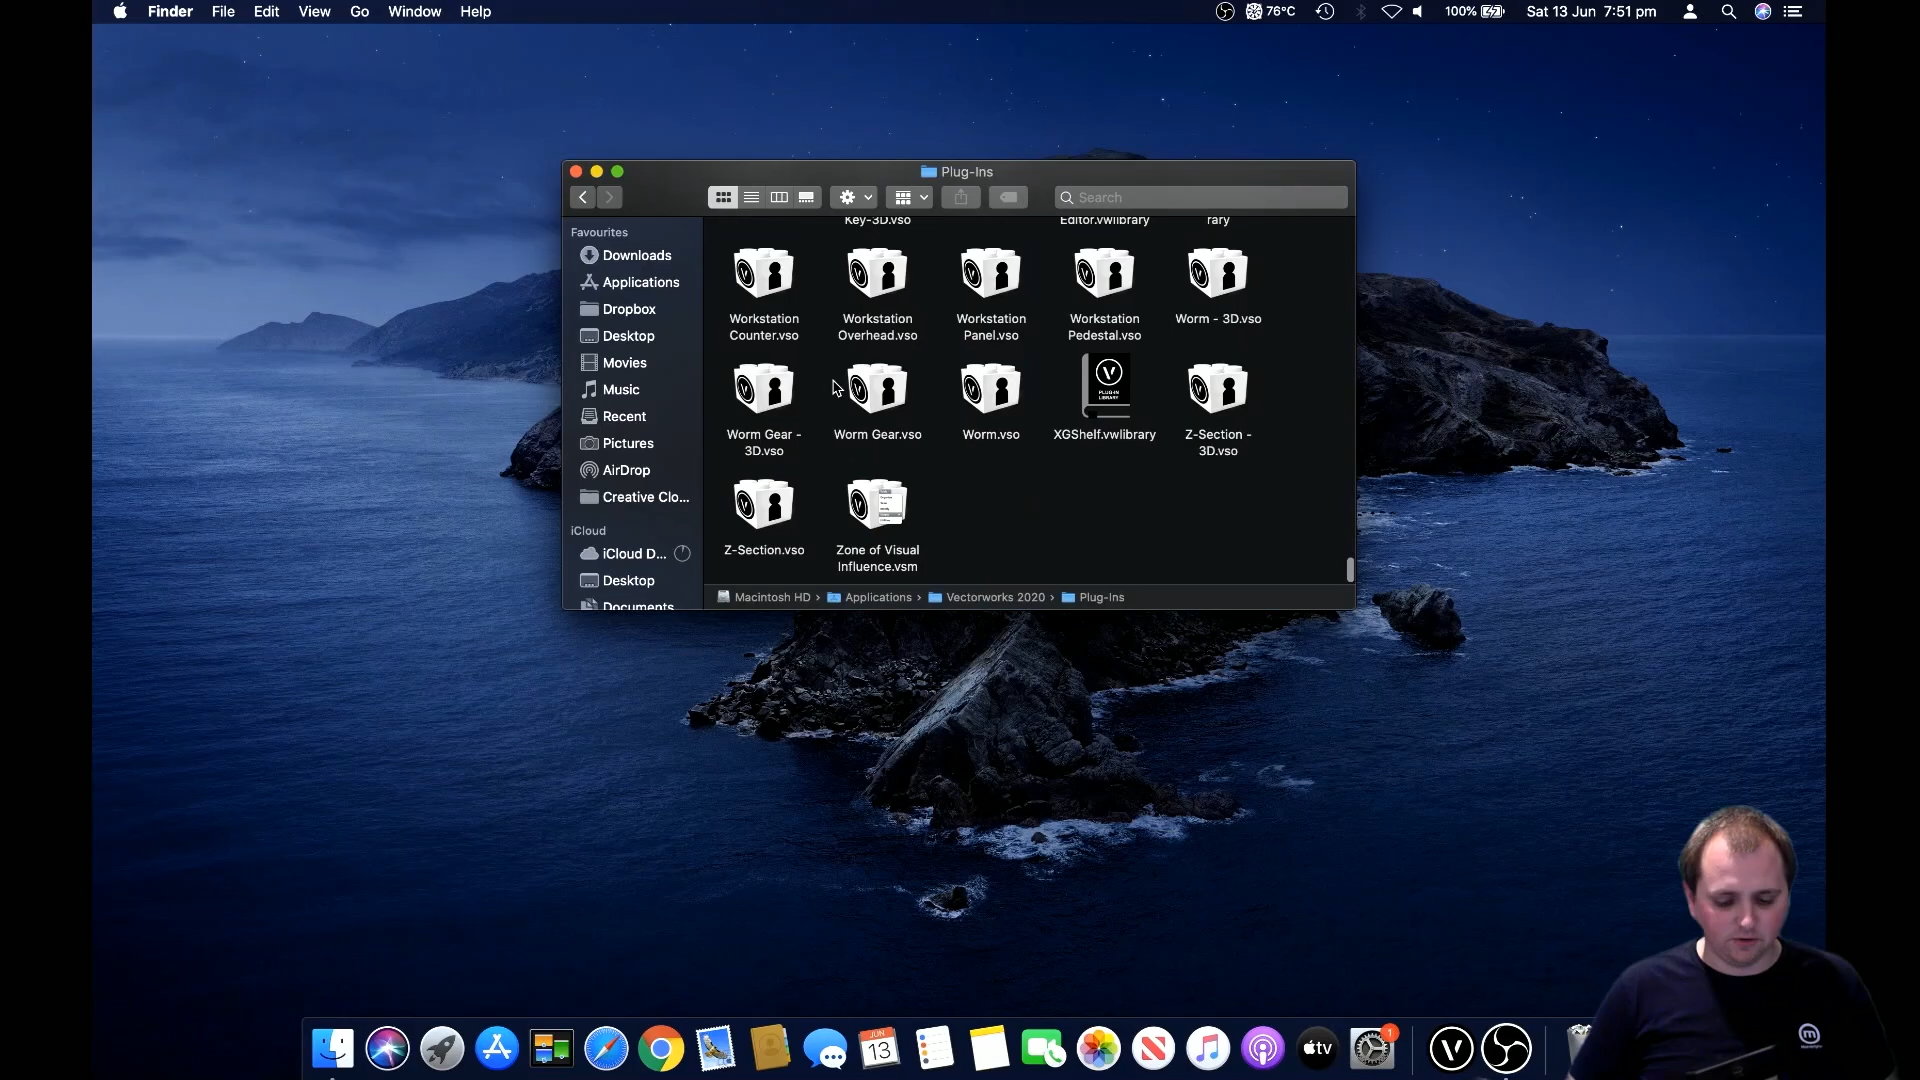 Finder File Edit View Go Window Help
76°C 100% Sat 13 Jun 7:51 pm
Plug-Ins
Search
Favourites
Downloads
Applications
Dropbox
Desktop
Movies
Music
Recent
Pictures
AirDrop
Creative Clo...
iCloud
iCloud D...
Desktop
Documents
Key-3D.vso Editor.vwlibrary rary
Workstation Workstation Workstation Workstation Worm - 3D.vso
Counter.vso Overhead.vso Panel.vso Pedestal.vso
PLUG-IN
LIBRARY
Worm Gear - Worm Gear.vso Worm.vso XGShelf.vwlibrary Z-Section -
3D.vso 3D.vso
Z-Section.vso Zone of Visual
Influence.vsm
Macintosh HD › Applications › Vectorworks 2020 › Plug-Ins
JUN
13
tv
1